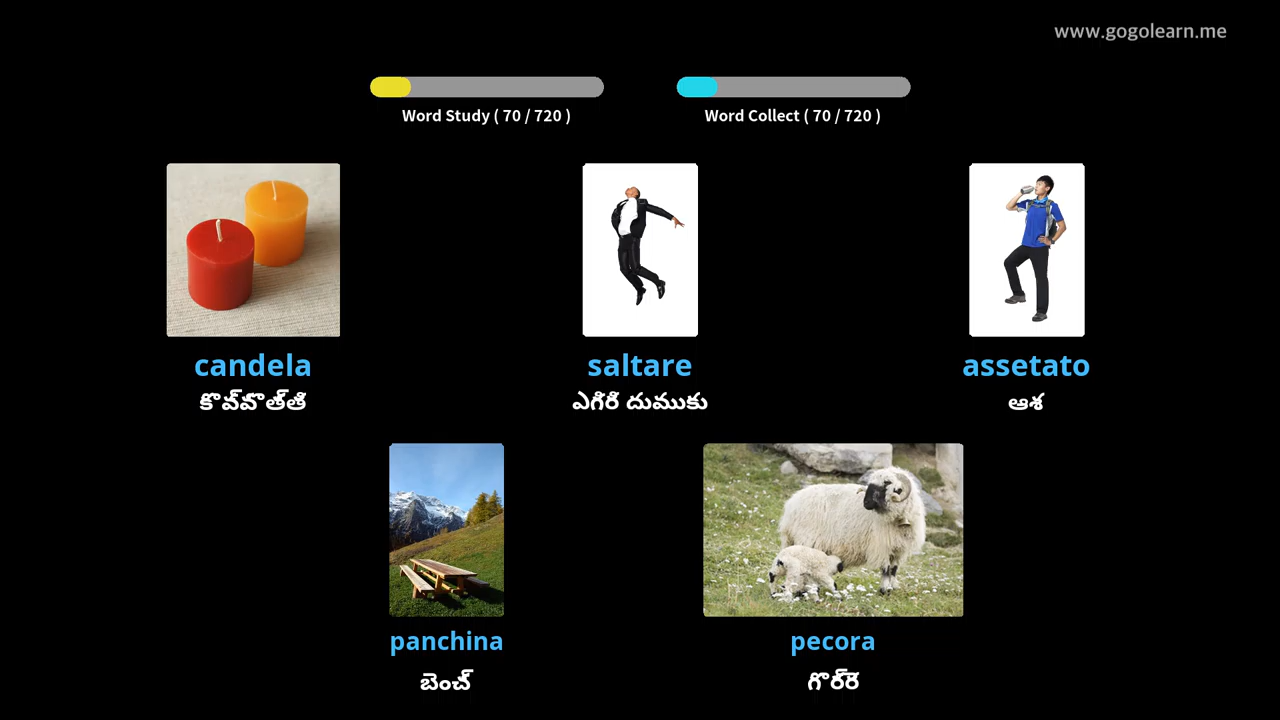 www.gogolearn.me
Word Study ( 70 / 720 )
Word Collect ( 70 / 720 )
candela
saltare
assetato
కొవ్వొత్తి
ఎగిరి దుముకు
ఆశ
panchina
pecora
బెంచ్
గొర్రె